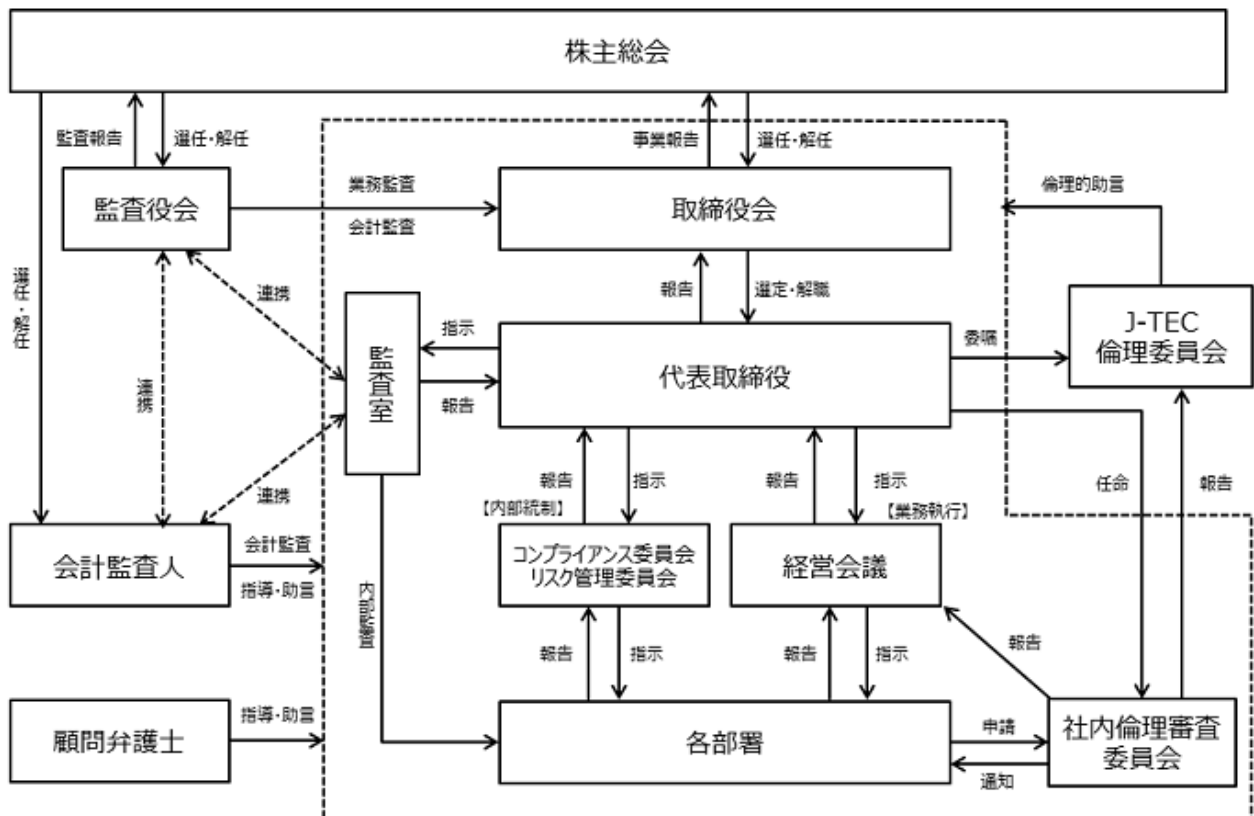 株主総会
監査報告
選任・解任
事業報告
選任・解任
倫理的助言
監査役会
業務監査
会計監査
取締役会
選任・解任
連携
報告
選定・解職
J-TEC
倫理委員会
監査室
指示
報告
代表取締役
委嘱
連携
連携
報告
指示
報告
指示
任命
報告
【内部統制】
【業務執行】
会計監査人
会計監査
指導・助言
内部監査
コンプライアンス委員会
リスク管理委員会
経営会議
報告
指示
報告
指示
報告
顧問弁護士
指導・助言
各部署
申請
通知
社内倫理審査
委員会